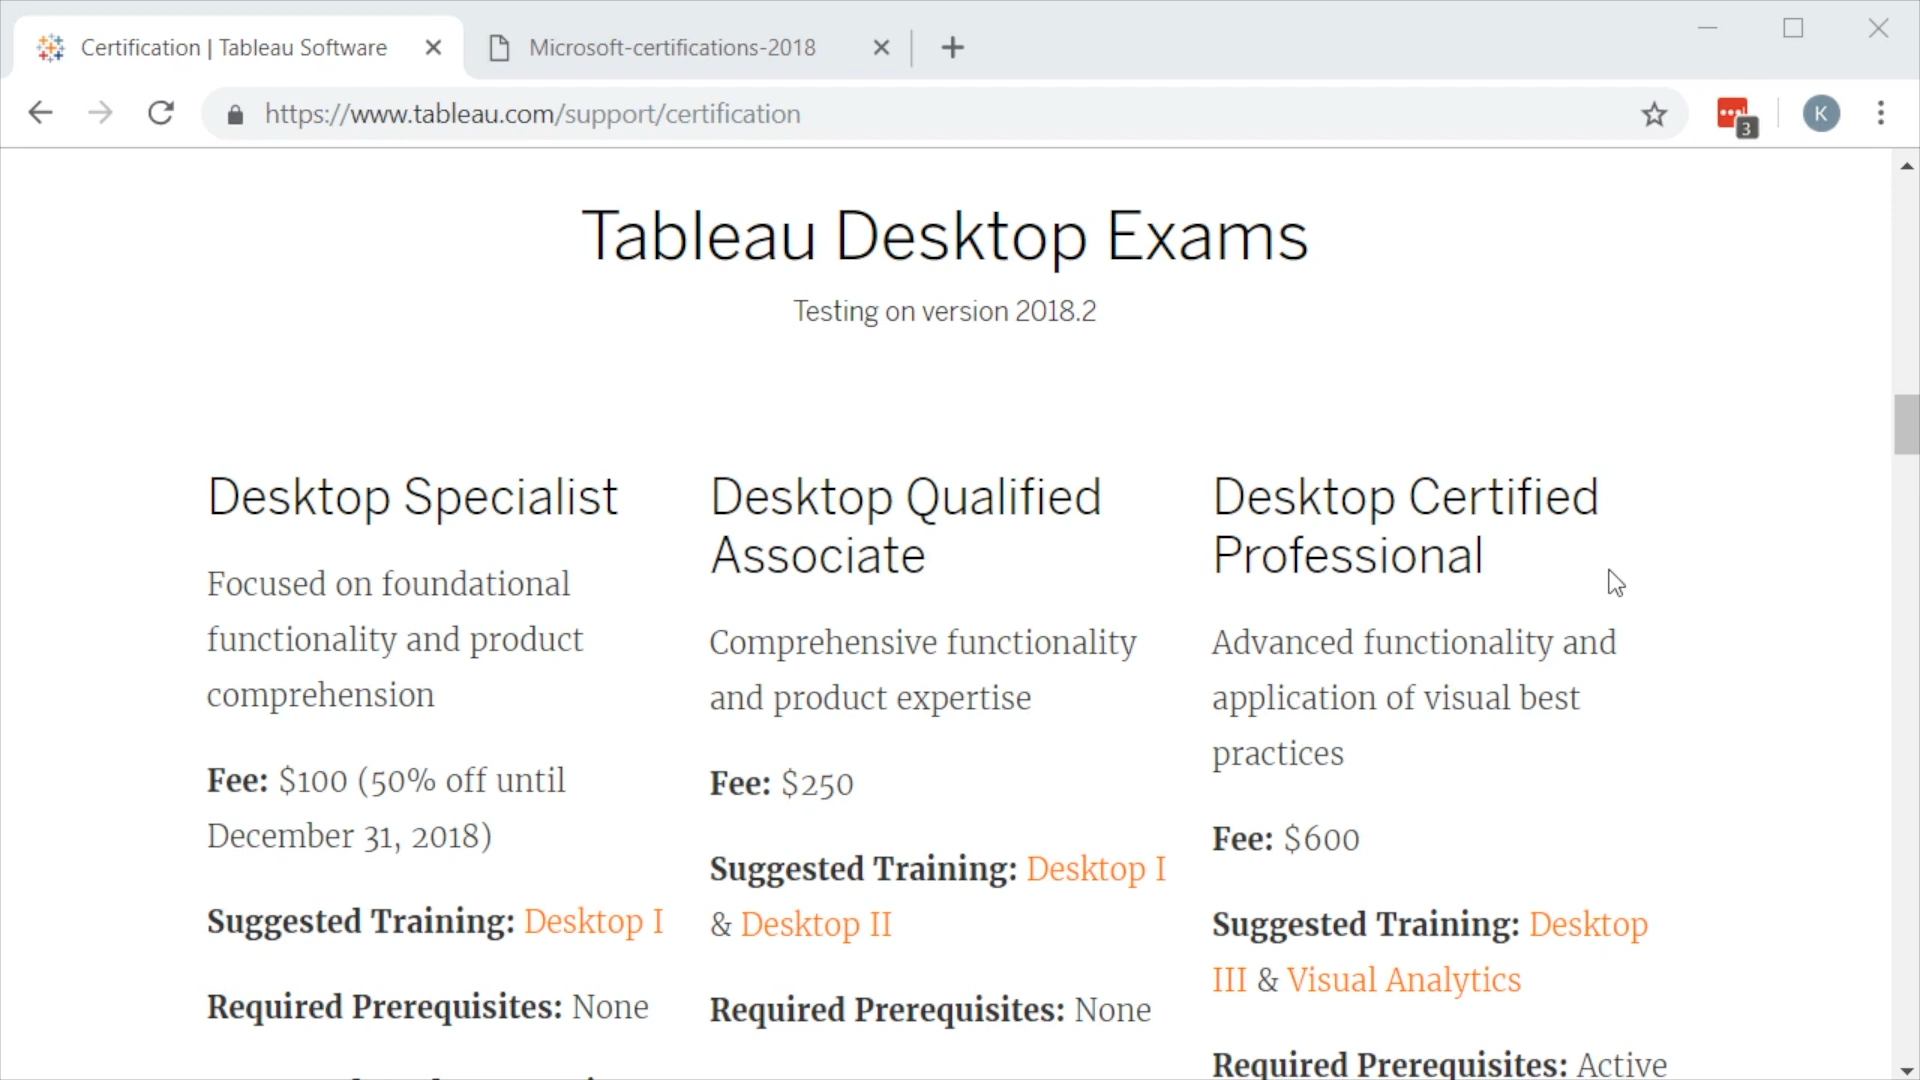 Certification | Tableau Software
Microsoft-certifications-2018
https://www.tableau.com/support/certification
3
K
Tableau Desktop Exams
Testing on version 2018.2
Desktop Specialist
Focused on foundational
functionality and product
comprehension
Fee: $100 (50% off until
December 31, 2018)
Suggested Training: Desktop I
Required Prerequisites: None
Desktop Qualified
Associate
Comprehensive functionality
and product expertise
Fee: $250
Suggested Training: Desktop I
& Desktop II
Required Prerequisites: None
Desktop Certified
Professional
Advanced functionality and
application of visual best
practices
Fee: $600
Suggested Training: Desktop
III & Visual Analytics
Required Prerequisites: Active